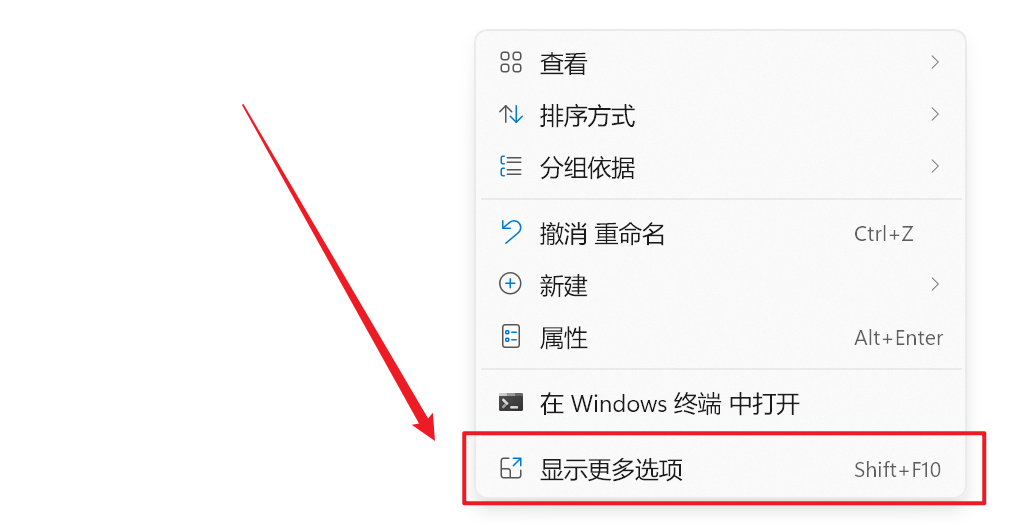 查看
排序方式
分组依据
撤消 重命名 Ctrl+Z
新建
属性 Alt+Enter
在 Windows 终端 中打开
显示更多选项 Shift+F10